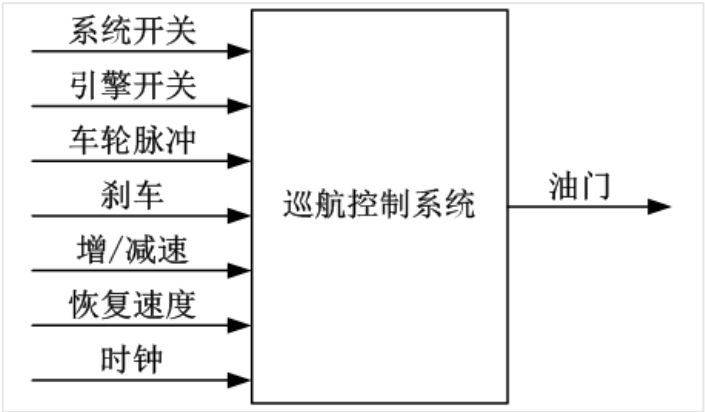 系统开关
引擎开关
车轮脉冲
刹车
增/减速
恢复速度
时钟
巡航控制系统
油门